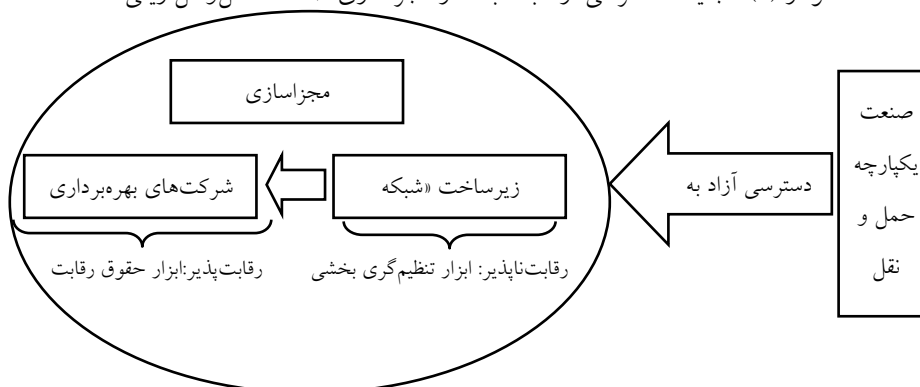 مجزاسازی
صنعت
یکپارچه
حمل و
نقل
دسترسی آزاد به
زیرساخت «شبکه
شرکت‌های بهره‌برداری
رقابت‌ناپذیر: ابزار تنظیم‌گری بخشی
رقابت‌پذیر:ابزار حقوق رقابت